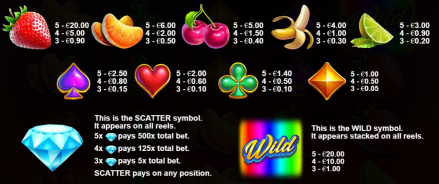 5 - €20.00
4 - €5.00
3 - €0.90
5 - €6.00
4 - €2.00
3 - €0.50
5 - €5.00
4 - €1.50
3 - €0.40
5 - €4.00
4 - €1.00
3 - €0.30
5 - €3.00
4 - €0.90
3 - €0.20
5 - €2.50
4 - €0.80
3 - €0.15
5 - €2.00
4 - €0.60
3 - €0.10
5 - €1.40
4 - €0.50
3 - €0.10
5 - €1.00
4 - €0.50
3 - €0.05
This is the SCATTER symbol.
It appears on all reels.
5x pays 500x total bet.
4x pays 125x total bet.
3x pays 5x total bet.
SCATTER pays on any position.
Wild
This is the WILD symbol.
It appears stacked on all reels.
5 - €20.00
4 - €10.00
3 - €1.00